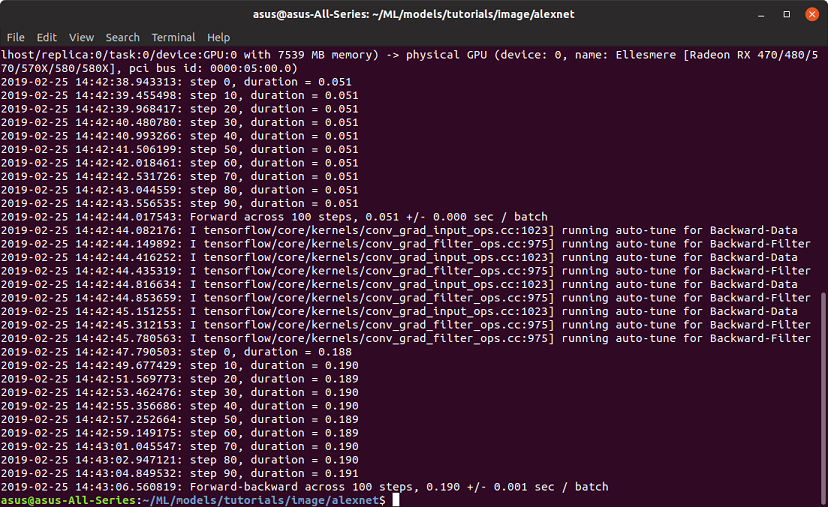 asus@asus-All-Series: ~/ML/models/tutorials/image/alexnet
File Edit View Search Terminal Help
lhost/replica:0/task:0/device:GPU:0 with 7539 MB memory) -> physical GPU (device: 0, name: Ellesmere [Radeon RX 470/480/5
70/570X/580/580X], pci bus id: 0000:05:00.0)
2019-02-25 14:42:38.943313: step 0, duration = 0.051
2019-02-25 14:42:39.455498: step 10, duration = 0.051
2019-02-25 14:42:39.968417: step 20, duration = 0.051
2019-02-25 14:42:40.480780: step 30, duration = 0.051
2019-02-25 14:42:40.993266: step 40, duration = 0.051
2019-02-25 14:42:41.506199: step 50, duration = 0.051
2019-02-25 14:42:42.018461: step 60, duration = 0.051
2019-02-25 14:42:42.531726: step 70, duration = 0.051
2019-02-25 14:42:43.044559: step 80, duration = 0.051
2019-02-25 14:42:43.556535: step 90, duration = 0.051
2019-02-25 14:42:44.017543: Forward across 100 steps, 0.051 +/- 0.000 sec / batch
2019-02-25 14:42:44.082176: I tensorflow/core/kernels/conv_grad_input_ops.cc:1023] running auto-tune for Backward-Data
2019-02-25 14:42:44.149892: I tensorflow/core/kernels/conv_grad_filter_ops.cc:975] running auto-tune for Backward-Filter
2019-02-25 14:42:44.416252: I tensorflow/core/kernels/conv_grad_input_ops.cc:1023] running auto-tune for Backward-Data
2019-02-25 14:42:44.435319: I tensorflow/core/kernels/conv_grad_filter_ops.cc:975] running auto-tune for Backward-Filter
2019-02-25 14:42:44.816634: I tensorflow/core/kernels/conv_grad_input_ops.cc:1023] running auto-tune for Backward-Data
2019-02-25 14:42:44.853659: I tensorflow/core/kernels/conv_grad_filter_ops.cc:975] running auto-tune for Backward-Filter
2019-02-25 14:42:45.151255: I tensorflow/core/kernels/conv_grad_input_ops.cc:1023] running auto-tune for Backward-Data
2019-02-25 14:42:45.312153: I tensorflow/core/kernels/conv_grad_filter_ops.cc:975] running auto-tune for Backward-Filter
2019-02-25 14:42:45.780563: I tensorflow/core/kernels/conv_grad_filter_ops.cc:975] running auto-tune for Backward-Filter
2019-02-25 14:42:47.790503: step 0, duration = 0.188
2019-02-25 14:42:49.677429: step 10, duration = 0.190
2019-02-25 14:42:51.569773: step 20, duration = 0.189
2019-02-25 14:42:53.462476: step 30, duration = 0.190
2019-02-25 14:42:55.356686: step 40, duration = 0.190
2019-02-25 14:42:57.252664: step 50, duration = 0.189
2019-02-25 14:42:59.149175: step 60, duration = 0.189
2019-02-25 14:43:01.045547: step 70, duration = 0.190
2019-02-25 14:43:02.947121: step 80, duration = 0.190
2019-02-25 14:43:04.849532: step 90, duration = 0.191
2019-02-25 14:43:06.560819: Forward-backward across 100 steps, 0.190 +/- 0.001 sec / batch
asus@asus-All-Series:~/ML/models/tutorials/image/alexnet$